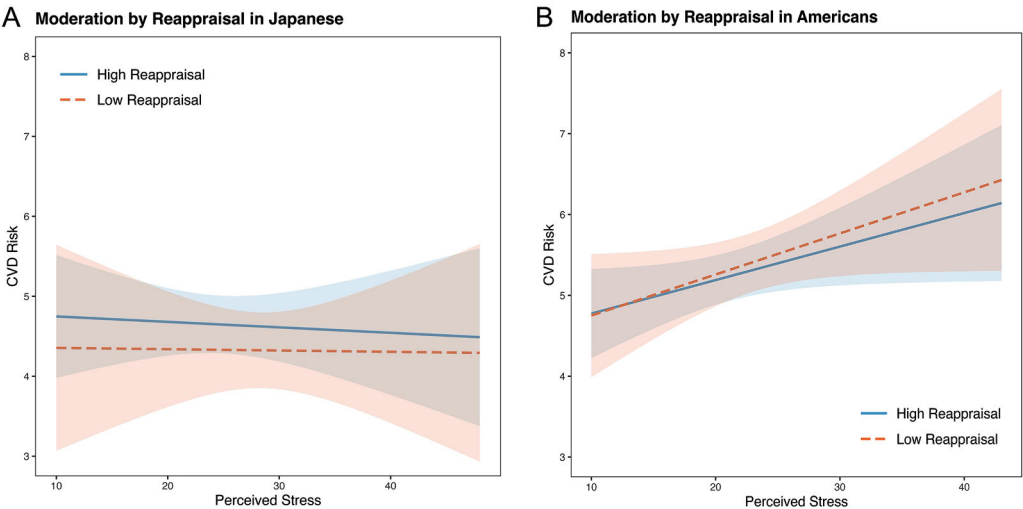 A
Moderation by Reappraisal in Japanese
8
7
6
5
4
3
CVD Risk
High Reappraisal
Low Reappraisal
10
20
30
40
Perceived Stress
B
Moderation by Reappraisal in Americans
8
7
6
5
4
3
CVD Risk
High Reappraisal
Low Reappraisal
10
20
30
40
Perceived Stress